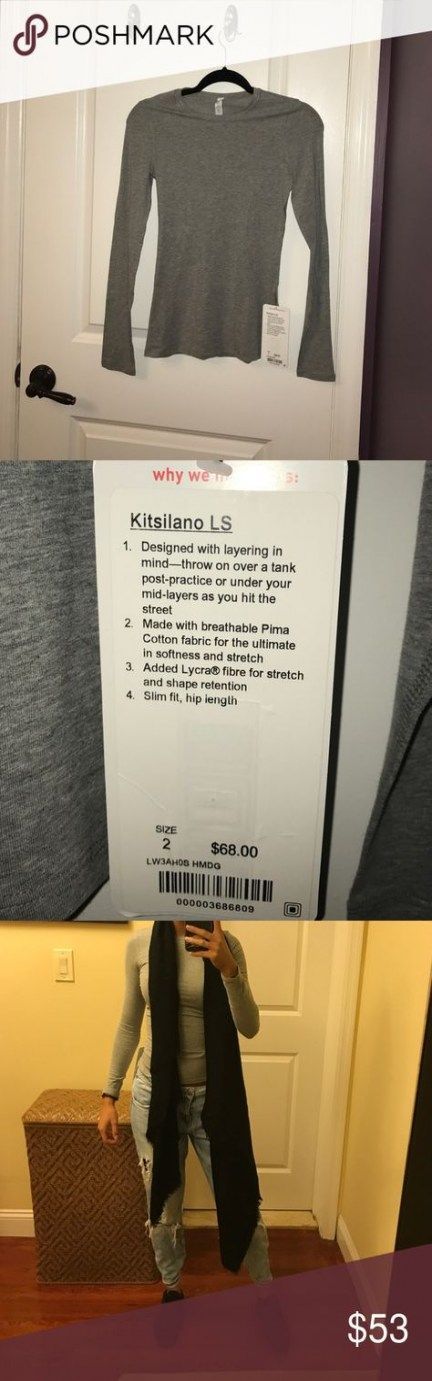 POSHMARK
why we
s:
Kitsilano LS
1. Designed with layering in
mind—throw on over a tank
post-practice or under your
mid-layers as you hit the
street
2. Made with breathable Pima
Cotton fabric for the ultimate
in softness and stretch
3. Added Lycra® fibre for stretch
and shape retention
4. Slim fit, hip length
SIZE
2 $68.00
LW3AH0S HMDG
000003686809
$53